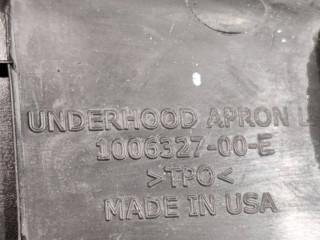 UNDERHOOD APRON L
1006327-00-E
>TPO<
MADE IN USA